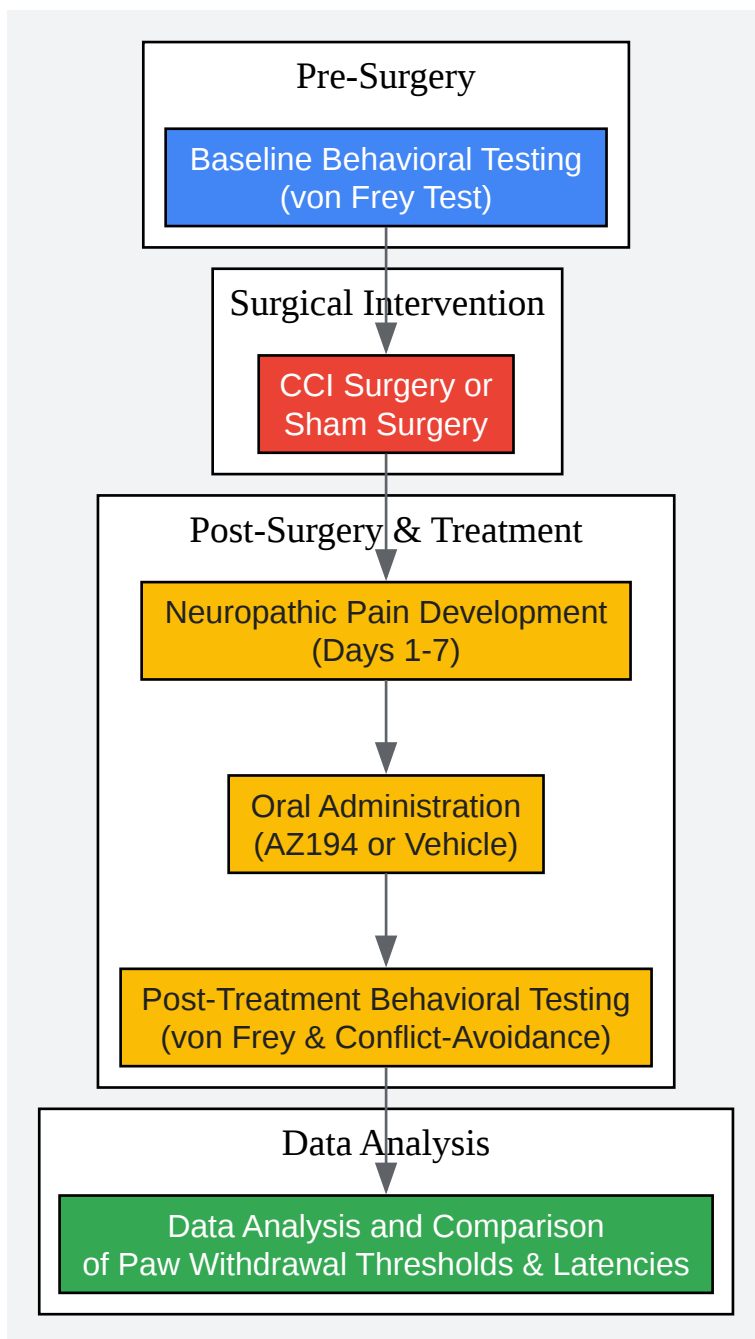 Pre-Surgery
Baseline Behavioral Testing
(von Frey Test)
Surgical Intervention
CCI Surgery or
Sham Surgery
Post-Surgery & Treatment
Neuropathic Pain Development
(Days 1-7)
Oral Administration
(AZ194 or Vehicle)
Post-Treatment Behavioral Testing
(von Frey & Conflict-Avoidance)
Data Analysis
Data Analysis and Comparison
of Paw Withdrawal Thresholds & Latencies